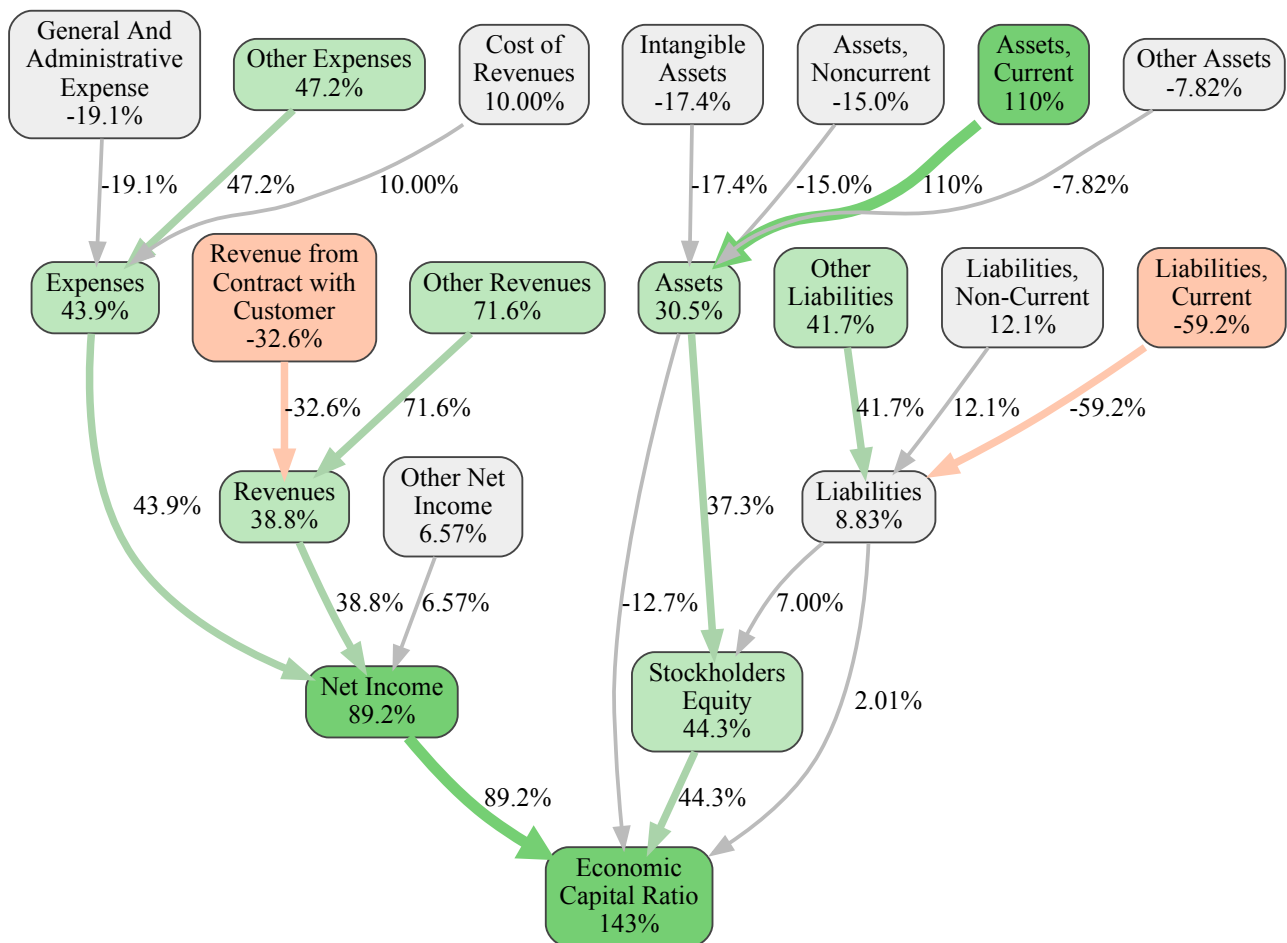 General And
Administrative
Expense
-19.1%
Other Expenses
47.2%
Cost of
Revenues
10.00%
Intangible
Assets
-17.4%
Assets,
Noncurrent
-15.0%
Assets,
Current
110%
Other Assets
-7.82%
-19.1%
47.2%
10.00%
-17.4%
-15.0%
110%
-7.82%
Expenses
43.9%
Revenue from
Contract with
Customer
-32.6%
Other Revenues
71.6%
Assets
30.5%
Other
Liabilities
41.7%
Liabilities,
Non-Current
12.1%
Liabilities,
Current
-59.2%
-32.6%
71.6%
41.7%
12.1%
-59.2%
43.9%
Revenues
38.8%
Other Net
Income
6.57%
37.3%
Liabilities
8.83%
38.8%
6.57%
-12.7%
7.00%
Net Income
89.2%
Stockholders
Equity
44.3%
2.01%
89.2%
44.3%
Economic
Capital Ratio
143%